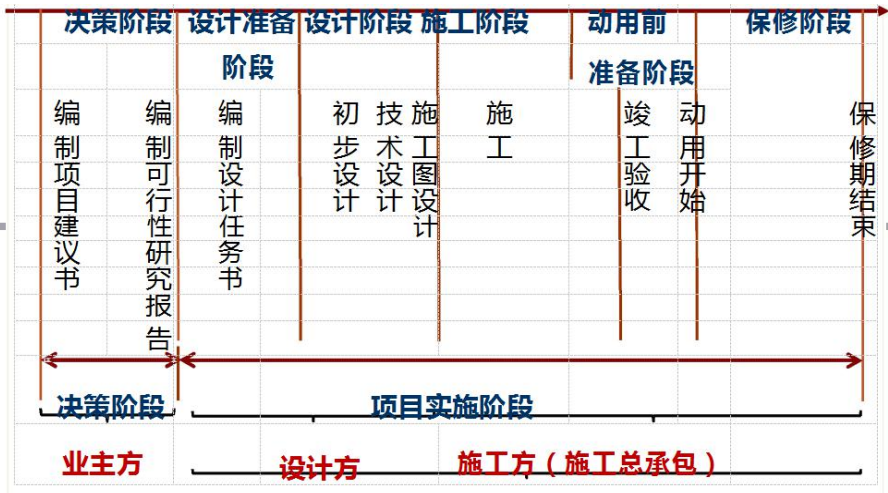 决策阶段 设计准备阶段 设计阶段 施工阶段 动用前准备阶段 保修阶段
编制项目建议书
编制可行性研究报告
编制设计任务书
初步设计
技术设计
施工图设计
施工
竣工验收
动用开始
保修期结束
决策阶段 项目实施阶段
业主方 设计方 施工方（施工总承包）